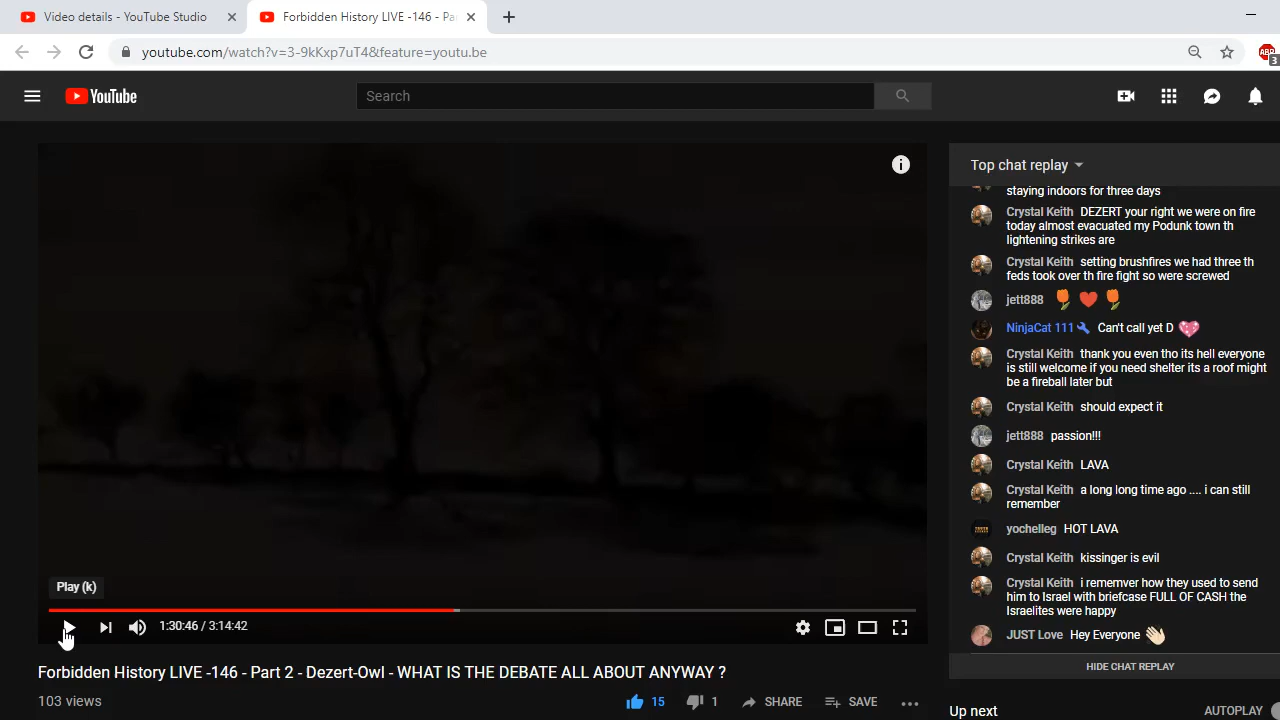 Video details - YouTube Studio
Forbidden History LIVE -146 - Pa
youtube.com/watch?v=3-9kKxp7uT4&feature=youtu.be
ABP
3
YouTube
Search
Top chat replay
staying indoors for three days
Crystal Keith DEZERT your right we were on fire
today almost evacuated my Podunk town th
lightening strikes are
Crystal Keith setting brushfires we had three th
feds took over th fire fight so were screwed
jett888
NinjaCat 111 Can't call yet D
Crystal Keith thank you even tho its hell everyone
is still welcome if you need shelter its a roof might
be a fireball later but
Crystal Keith should expect it
jett888 passion!!!
Crystal Keith LAVA
Crystal Keith a long long time ago .... i can still
remember
yochelleg HOT LAVA
Crystal Keith kissinger is evil
Crystal Keith i rememver how they used to send
him to Israel with briefcase FULL OF CASH the
Israelites were happy
JUST Love Hey Everyone
HIDE CHAT REPLAY
Play (k)
1:30:46 / 3:14:42
Forbidden History LIVE -146 - Part 2 - Dezert-Owl - WHAT IS THE DEBATE ALL ABOUT ANYWAY ?
103 views
15
1
SHARE
SAVE
Up next
AUTOPLAY